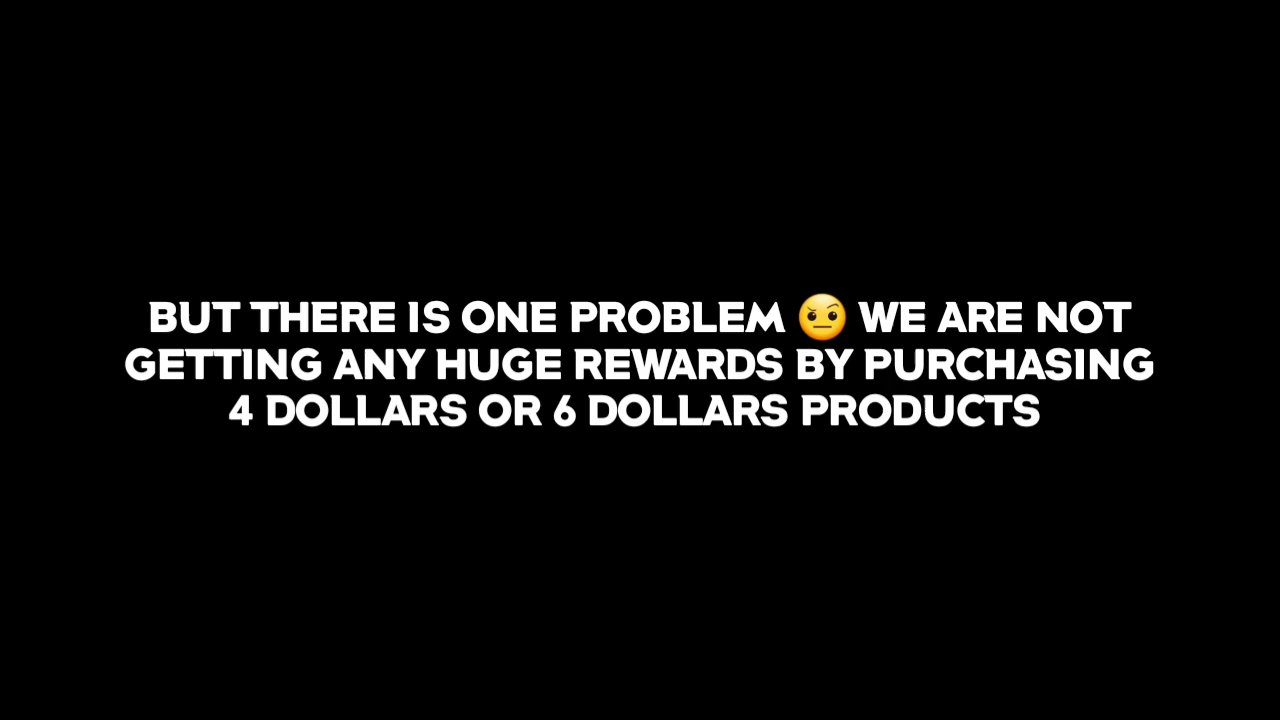 BUT THERE IS ONE PROBLEM 🤨 WE ARE NOT
GETTING ANY HUGE REWARDS BY PURCHASING
4 DOLLARS OR 6 DOLLARS PRODUCTS